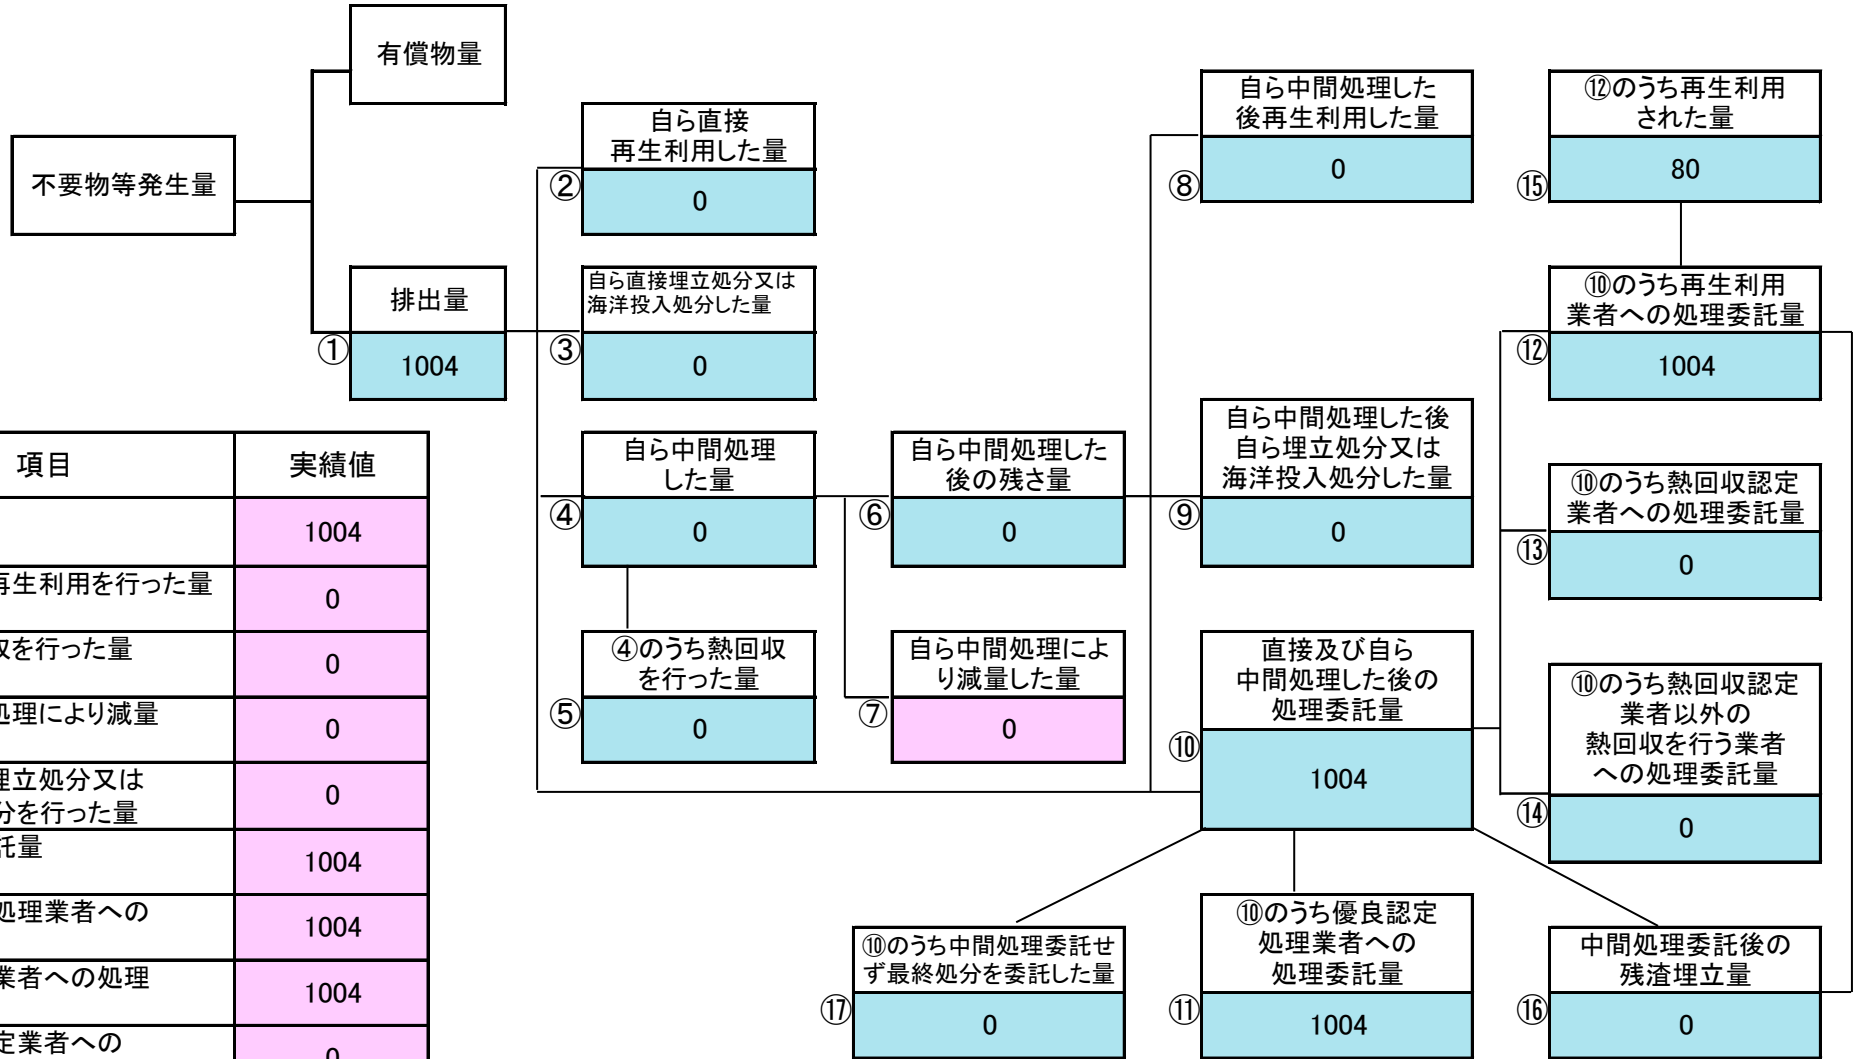 有償物量
不要物等発生量
排出量
①
1004
自ら直接
再生利用した量
②
0
自ら直接埋立処分又は
海洋投入処分した量
③
0
自ら中間処理
した量
④
0
④のうち熱回収
を行った量
⑤
0
自ら中間処理した
後の残さ量
⑥
0
自ら中間処理によ
り減量した量
⑦
0
自ら中間処理した
後再生利用した量
⑧
0
自ら中間処理した後
自ら埋立処分又は
海洋投入処分した量
⑨
0
直接及び自ら
中間処理した後の
処理委託量
⑩
1004
⑫のうち再生利用
された量
⑮
80
⑩のうち再生利用
業者への処理委託量
⑫
1004
⑩のうち熱回収認定
業者への処理委託量
⑬
0
⑩のうち熱回収認定
業者以外の
熱回収を行う業者
への処理委託量
⑭
0
⑩のうち中間処理委託せ
ず最終処分を委託した量
⑰
0
⑩のうち優良認定
処理業者への
処理委託量
⑪
1004
中間処理委託後の
残渣埋立量
⑯
0
項目 実績値
1004
再生利用を行った量 0
を行った量 0
処理により減量 0
埋立処分又は
分を行った量 0
託量 1004
処理業者への 1004
業者への処理 1004
定業者への 0